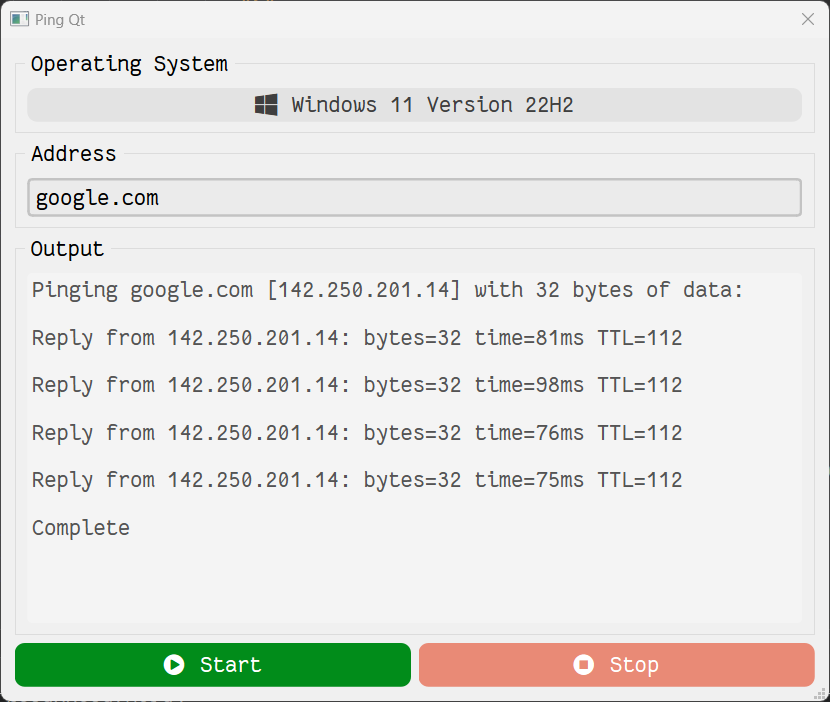 Ping Qt
Operating System
Windows 11 Version 22H2
Address
google.com
Output
Pinging google.com [142.250.201.14] with 32 bytes of data:
Reply from 142.250.201.14: bytes=32 time=81ms TTL=112
Reply from 142.250.201.14: bytes=32 time=98ms TTL=112
Reply from 142.250.201.14: bytes=32 time=76ms TTL=112
Reply from 142.250.201.14: bytes=32 time=75ms TTL=112
Complete
Start Stop